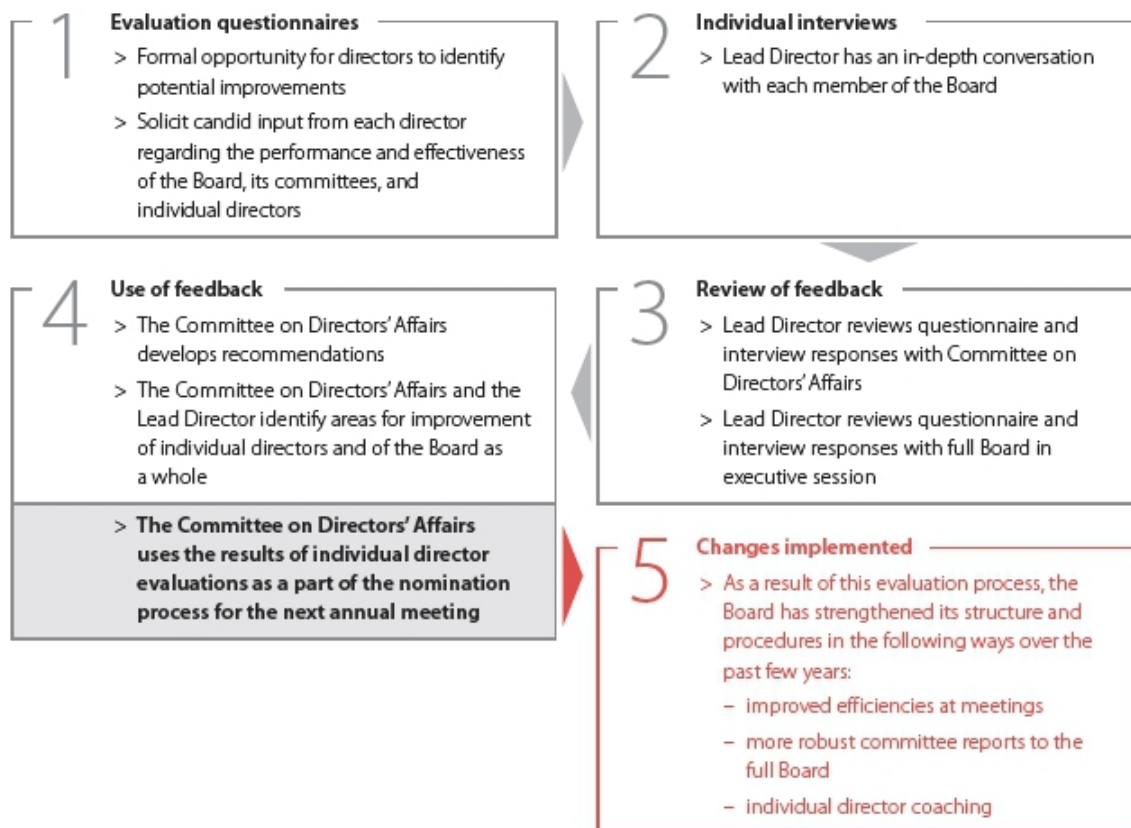 1
Evaluation questionnaires
> Formal opportunity for directors to identify
potential improvements
> Solicit candid input from each director
regarding the performance and effectiveness
of the Board, its committees, and
individual directors
2
Individual interviews
> Lead Director has an in-depth conversation
with each member of the Board
3
Review of feedback
> Lead Director reviews questionnaire and
interview responses with Committee on
Directors’ Affairs
> Lead Director reviews questionnaire and
interview responses with full Board in
executive session
4
Use of feedback
> The Committee on Directors’ Affairs
develops recommendations
> The Committee on Directors’ Affairs and the
Lead Director identify areas for improvement
of individual directors and of the Board as
a whole
> The Committee on Directors’ Affairs
uses the results of individual director
evaluations as a part of the nomination
process for the next annual meeting
5
Changes implemented
> As a result of this evaluation process, the
Board has strengthened its structure and
procedures in the following ways over the
past few years:
– improved efficiencies at meetings
– more robust committee reports to the
full Board
– individual director coaching